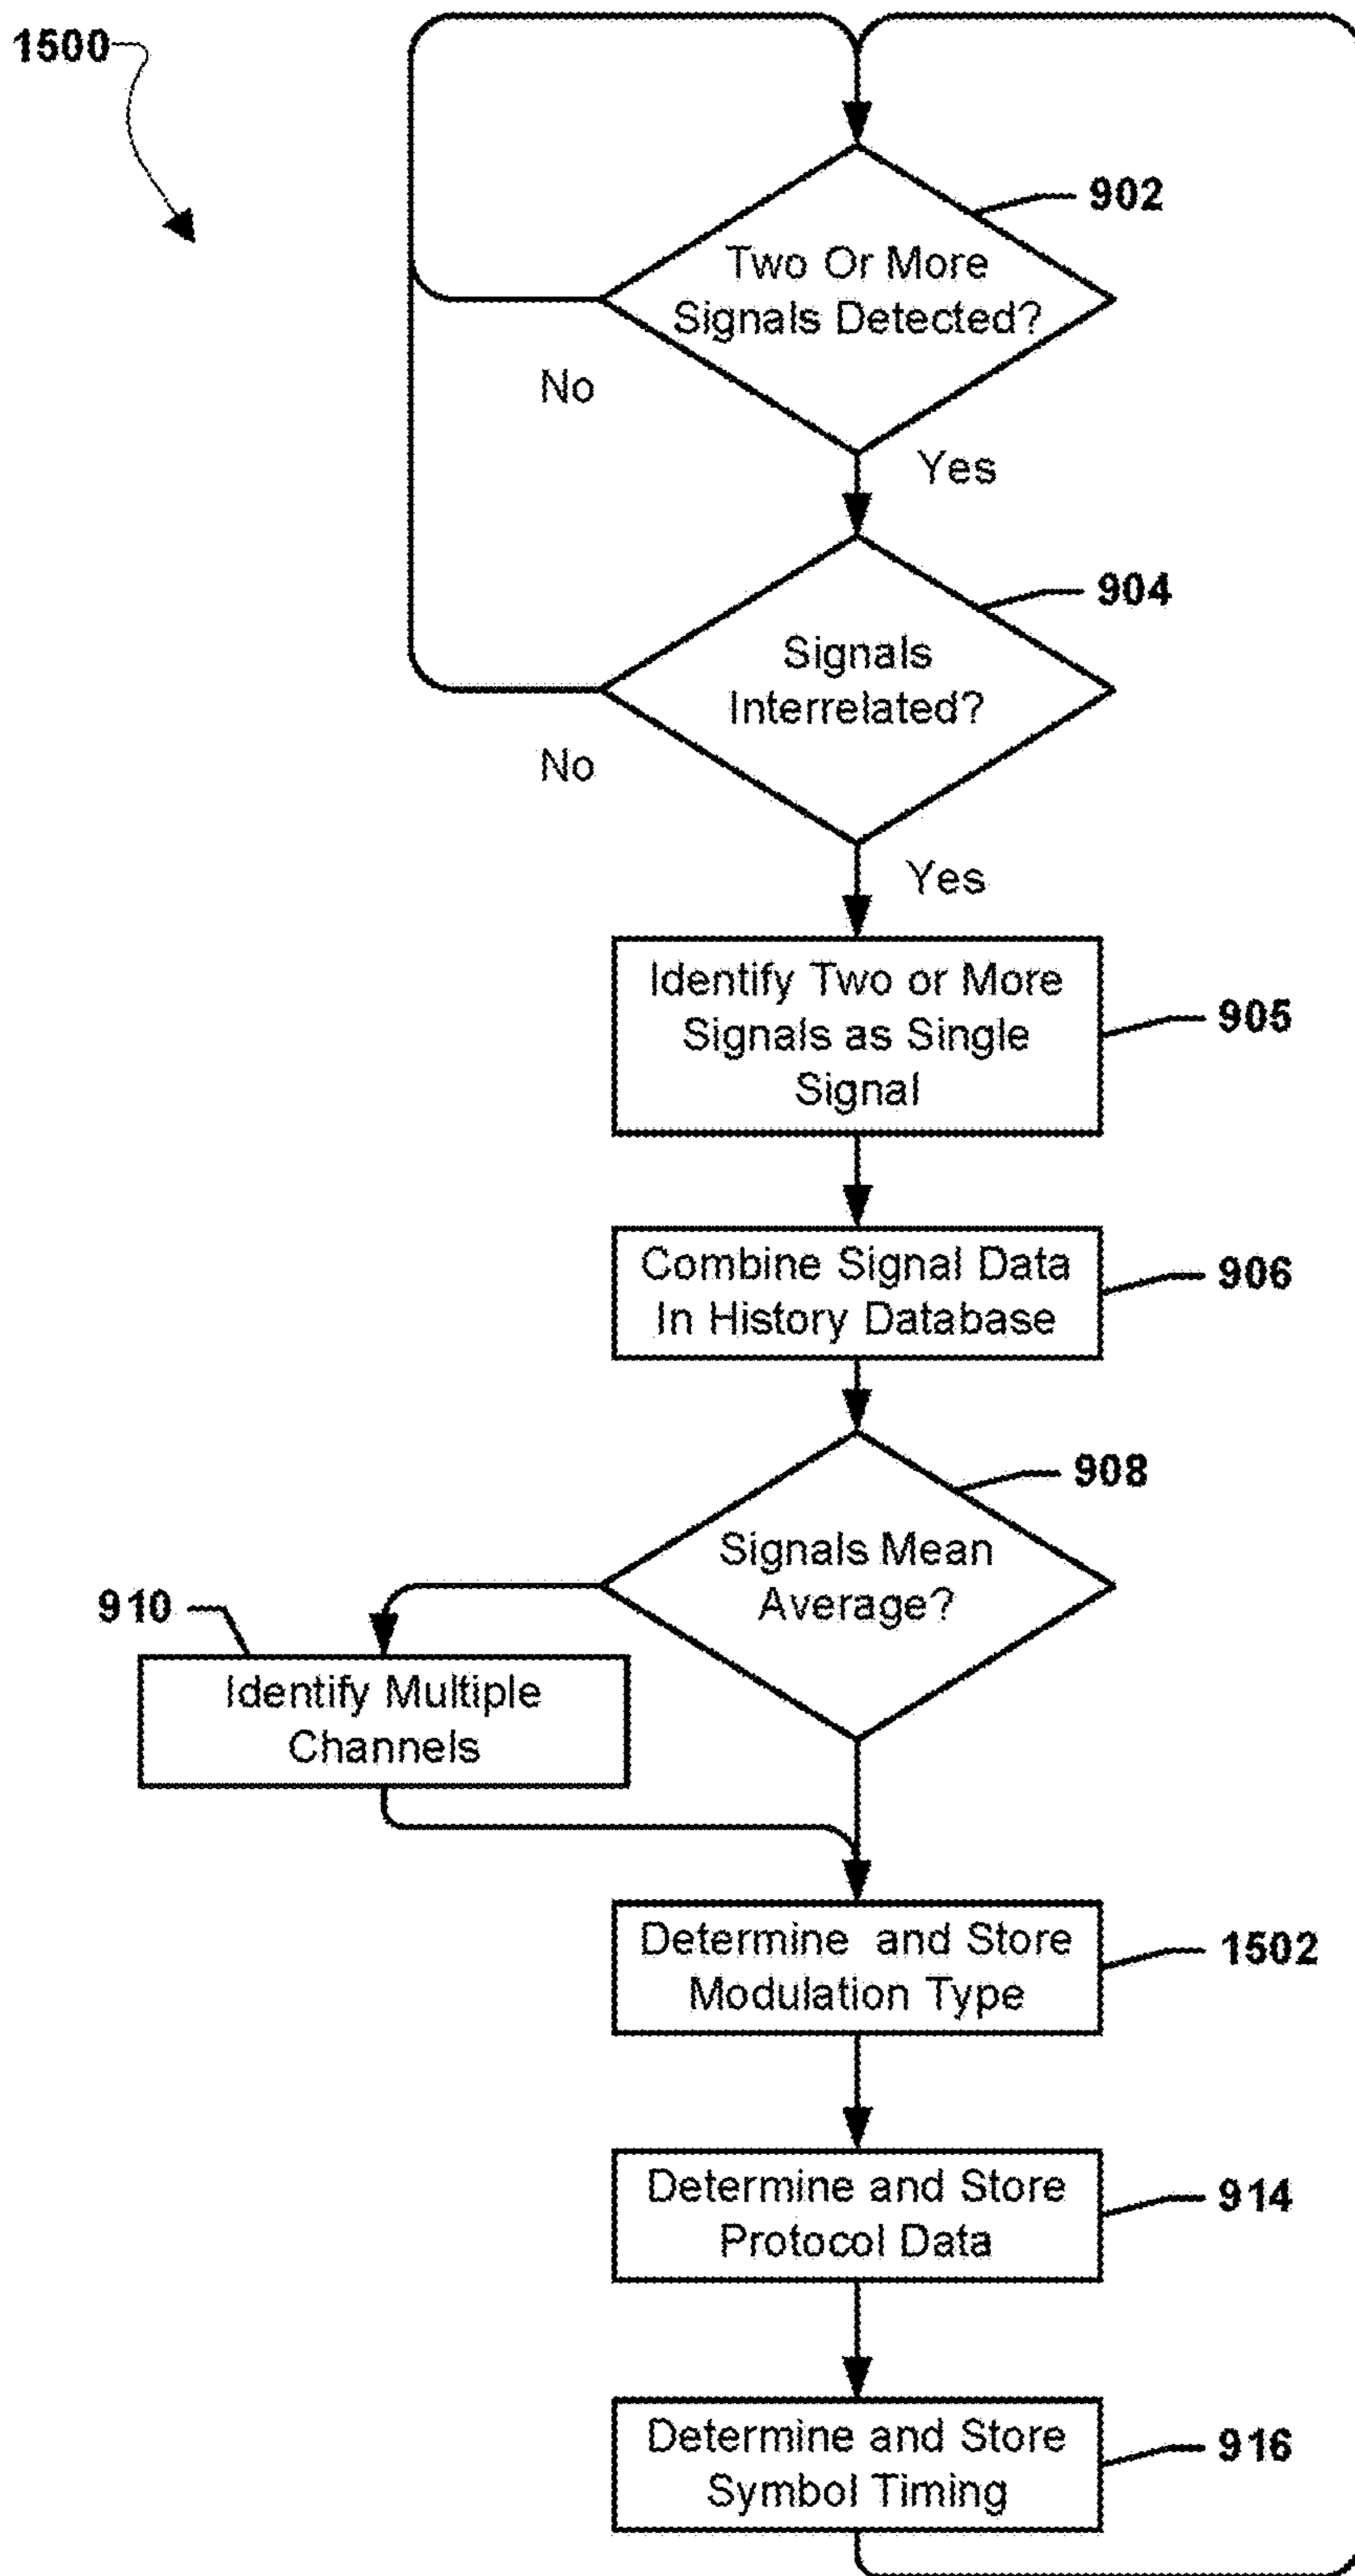 1500
902
Two Or More
Signals Detected?
No
Yes
904
Signals
Interrelated?
No
Yes
Identify Two or More
Signals as Single
Signal
905
Combine Signal Data
In History Database
906
908
Signals Mean
Average?
910
Identify Multiple
Channels
Determine and Store
Modulation Type
1502
Determine and Store
Protocol Data
914
Determine and Store
Symbol Timing
916